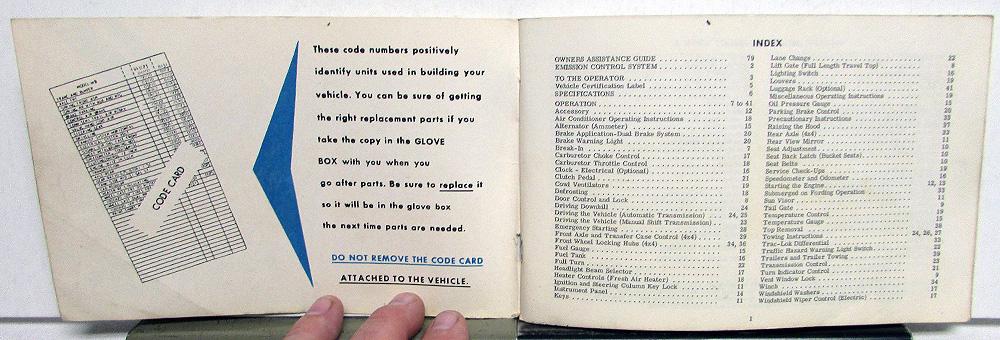 CODE CARD
These code numbers positively
identify units used in building your
vehicle. You can be sure of getting
the right replacement parts if you
take the copy in the GLOVE
BOX with you when you
go after parts. Be sure to replace it
so it will be in the glove box
the next time parts are needed.
DO NOT REMOVE THE CODE CARD
ATTACHED TO THE VEHICLE.
INDEX
OWNERS ASSISTANCE GUIDE 79
EMISSION CONTROL SYSTEM 2
TO THE OPERATOR 3
Vehicle Certification Label 5
SPECIFICATIONS 6
OPERATION 7 to 41
Accessory 12
Air Conditioner Operating Instructions 18
Alternator (Ammeter) 15
Brake Application-Dual Brake System 20
Brake Warning Light 20
Break-In 7
Carburetor Choke Control 17
Carburetor Throttle Control 18
Clock - Electrical (Optional) 16
Clutch Pedal 21
Cowl Ventilators 19
Defrosting 18
Door Control and Lock 8
Driving Downhill 24
Driving the Vehicle (Automatic Transmission) 24, 25
Driving the Vehicle (Manual Shift Transmission) 23
Emergency Starting 28
Front Axle and Transfer Case Control (4x4) 29
Front Wheel Locking Hubs (4x4) 34, 36
Fuel Gauge 15
Fuel Tank 16
Full Turn 22
Headlight Beam Selector 17
Heater Controls (Fresh Air Heater) 18
Ignition and Steering Column Key Lock 11
Instrument Panel 14
Keys 11
Lane Change 22
Lift Gate (Full Length Travel Top) 8
Lighting Switch 16
Louvers 19
Luggage Rack (Optional) 41
Miscellaneous Operating Instructions 19
Oil Pressure Gauge 15
Parking Brake Control 20
Precautionary Instructions 33
Raising the Hood 37
Rear Axle (4x4) 33
Rear View Mirror 11
Seat Adjustment 10
Seat Back Latch (Bucket Seats) 10
Seat Belts 10
Service Check-Ups 19
Speedometer and Odometer 16
Starting the Engine 12, 13
Submerged on Fording Operation 33
Sun Visor 11
Tail Gate 9
Temperature Control 19
Temperature Gauge 15
Top Removal 38
Towing Instructions 24, 26, 27
Trac-Lok Differential 33
Traffic Hazard Warning Light Switch 22
Trailers and Trailer Towing 39
Transmission Control 23
Turn Indicator Control 21
Vent Window Lock 9
Winch 34
Windshield Washers 17
Windshield Wiper Control (Electric) 17
1